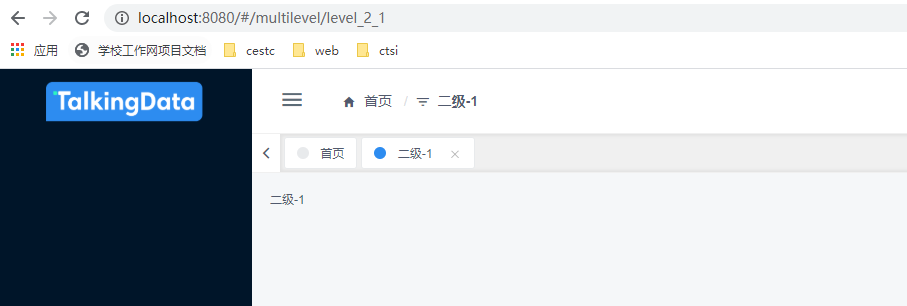 localhost:8080/#/multilevel/level_2_1
应用 学校工作网项目文档 cestc web ctsi
TalkingData
首页 / 二级-1
首页 二级-1 ×
二级-1